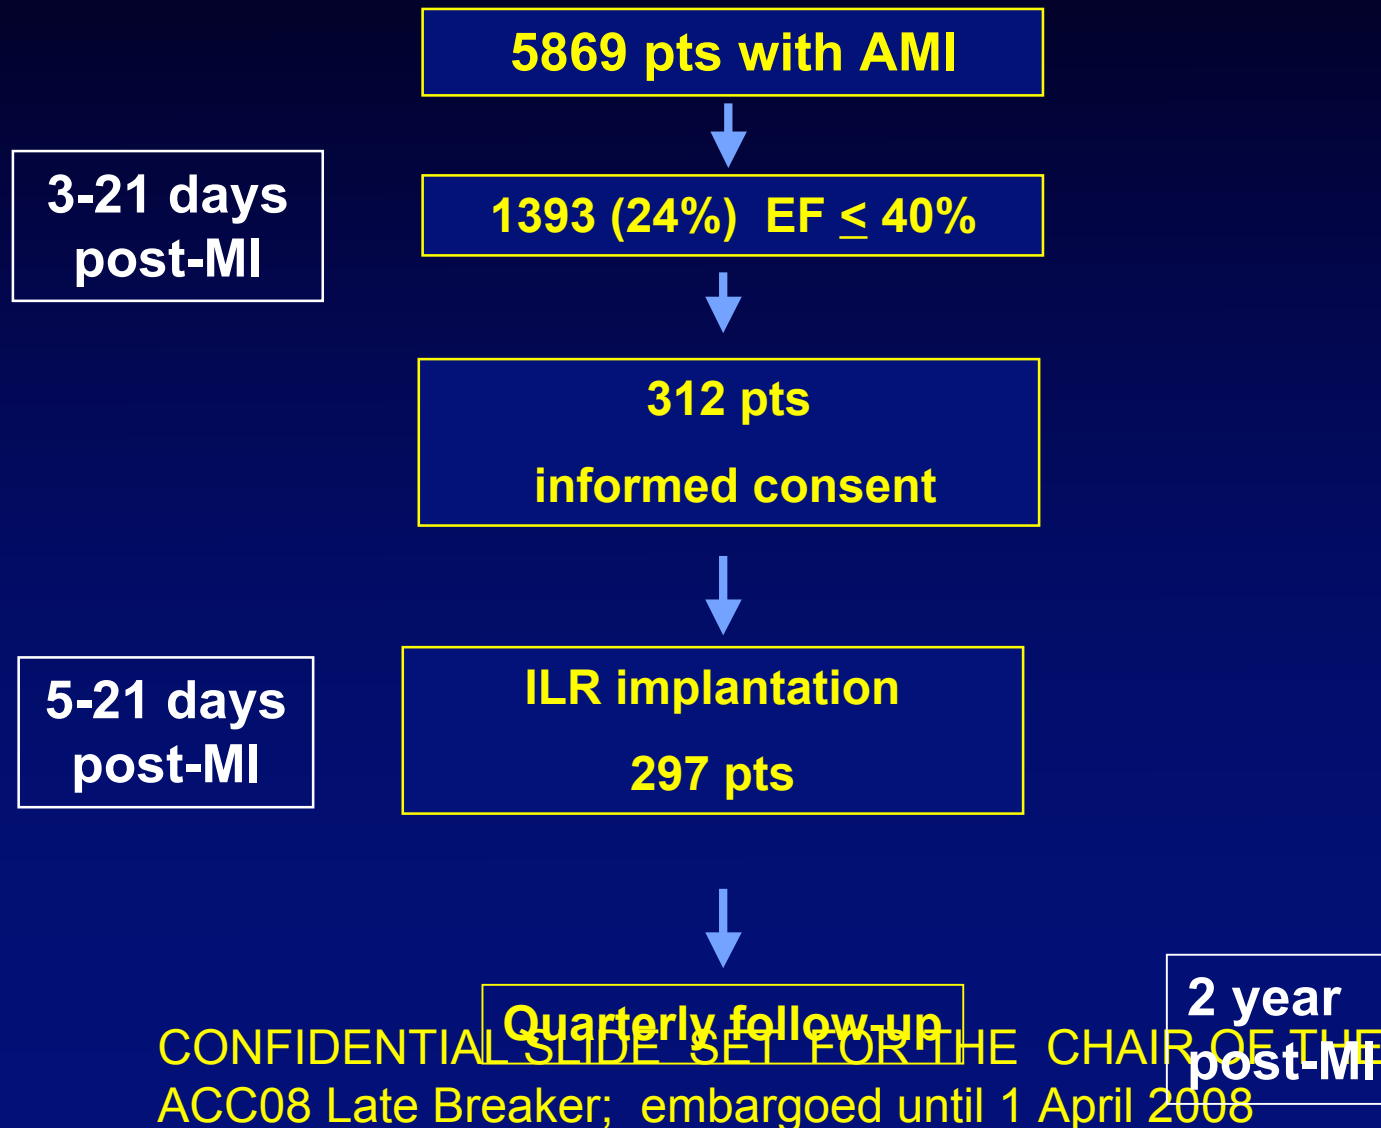 5869 pts with AMI
3-21 days
post-MI
1393 (24%) EF ≤ 40%
312 pts
informed consent
5-21 days
post-MI
ILR implantation
297 pts
Quarterly follow-up
2 year
post-MI
CONFIDENTIAL SLIDE SET FOR THE CHAIR OF THE
ACC08 Late Breaker; embargoed until 1 April 2008